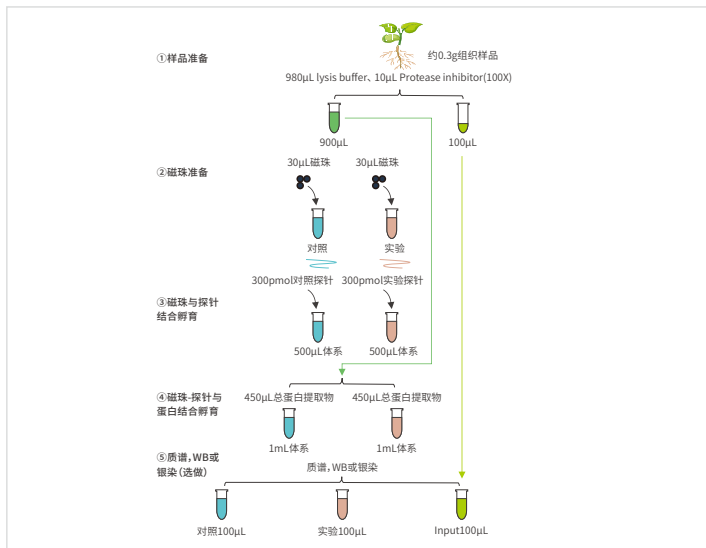 ①样品准备
约0.3g组织样品
980μL lysis buffer、10μL Protease inhibitor(100X)
900μL
100μL
②磁珠准备
30μL磁珠
30μL磁珠
对照
实验
300pmol对照探针
300pmol实验探针
③磁珠与探针
结合孵育
500μL体系
500μL体系
④磁珠-探针与
蛋白结合孵育
450μL总蛋白提取物
450μL总蛋白提取物
1mL体系
1mL体系
⑤质谱，WB或
银染（选做）
质谱，WB或银染
对照100μL
实验100μL
Input100μL